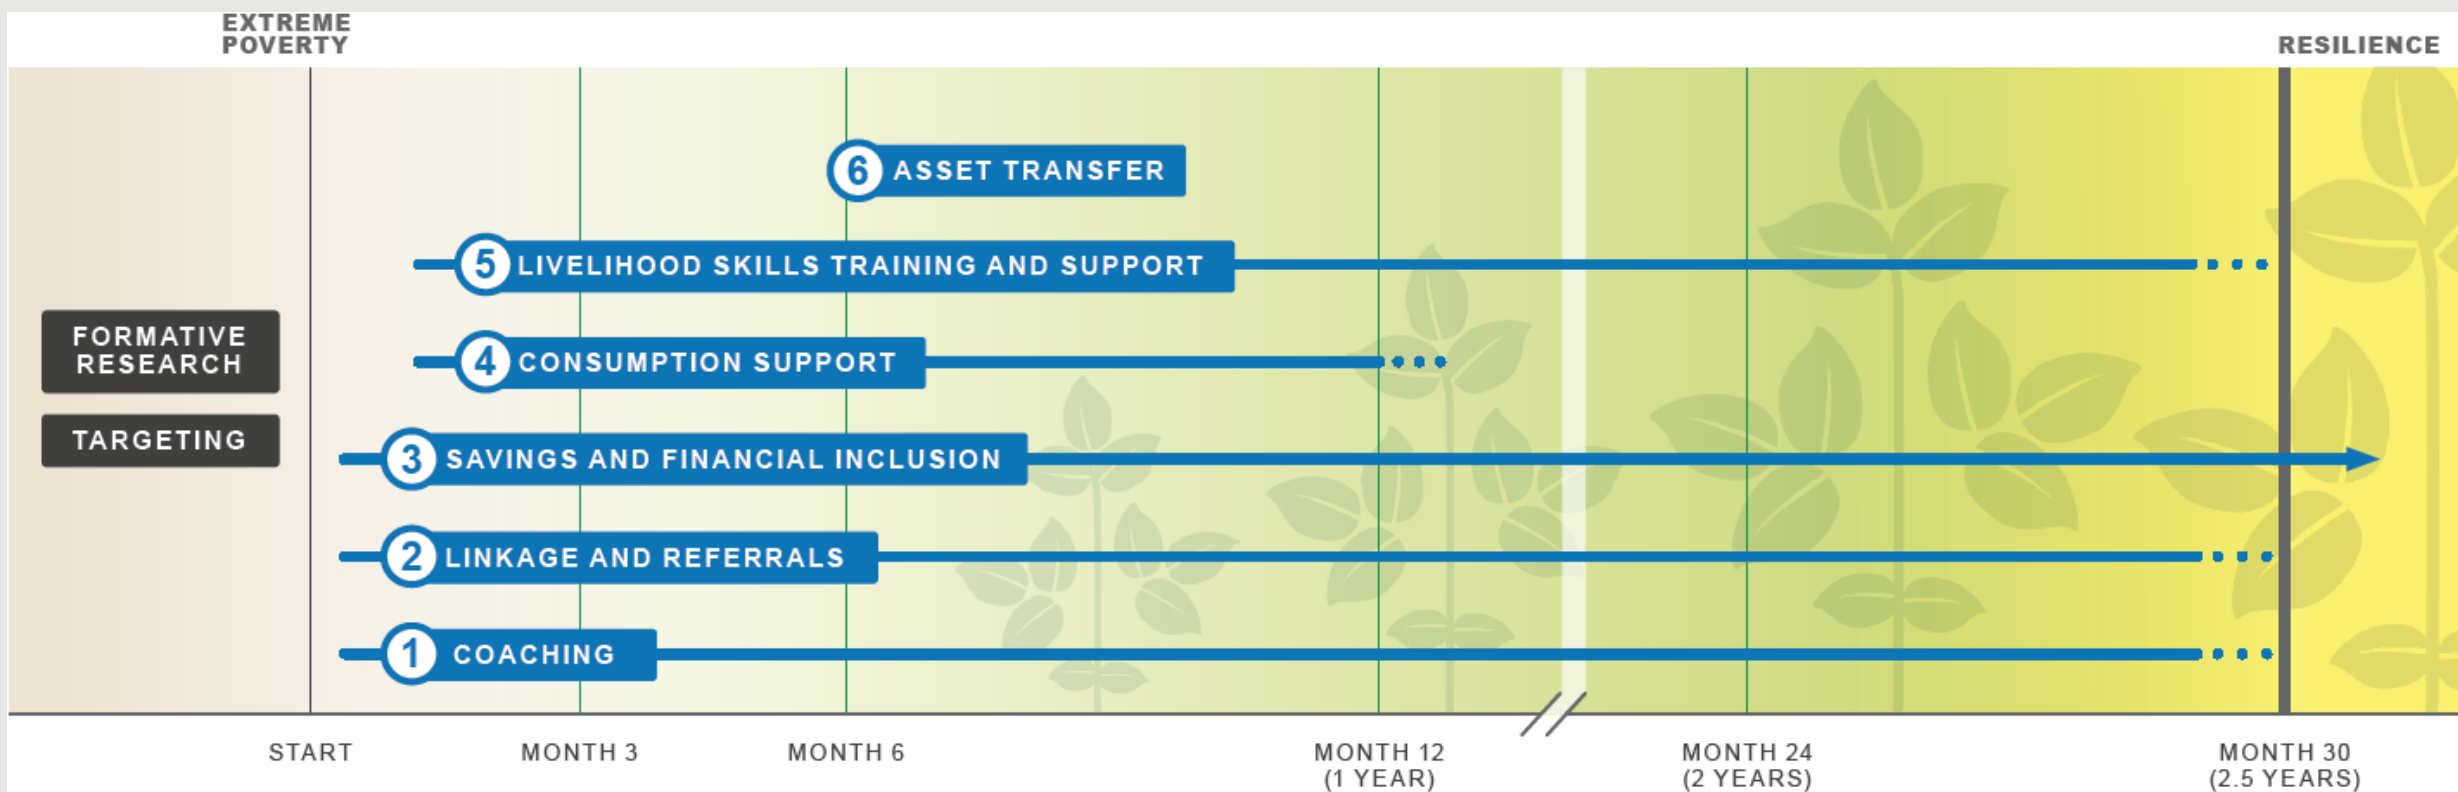 EXTREME
POVERTY
RESILIENCE
6 ASSET TRANSFER
5 LIVELIHOOD SKILLS TRAINING AND SUPPORT
FORMATIVE
RESEARCH
4 CONSUMPTION SUPPORT
TARGETING
3 SAVINGS AND FINANCIAL INCLUSION
2 LINKAGE AND REFERRALS
1 COACHING
START
MONTH 3
MONTH 6
MONTH 12
(1 YEAR)
MONTH 24
(2 YEARS)
MONTH 30
(2.5 YEARS)